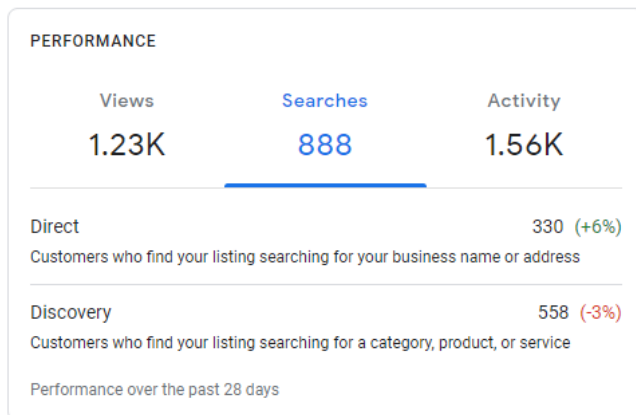 PERFORMANCE
Views Searches Activity
1.23K 888 1.56K
Direct 330 (+6%)
Customers who find your listing searching for your business name or address
Discovery 558 (-3%)
Customers who find your listing searching for a category, product, or service
Performance over the past 28 days